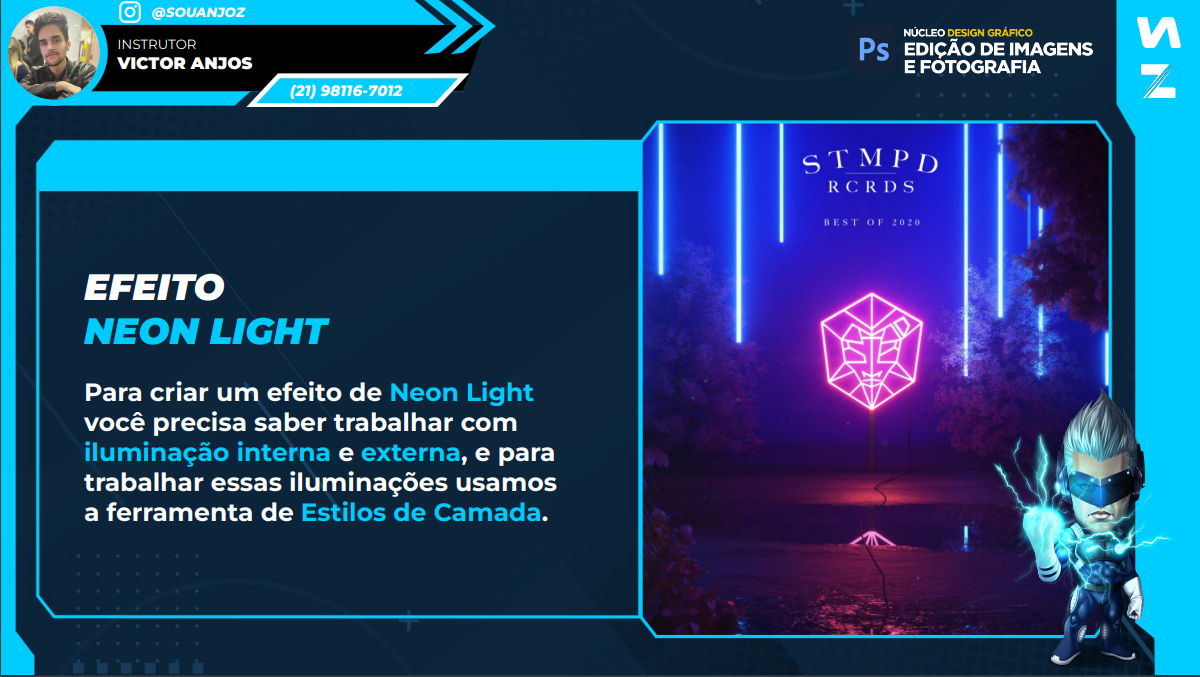 @SOUANJOZ
INSTRUTOR
VICTOR ANJOS
(21) 98116-7012
Ps
NÚCLEO DESIGN GRÁFICO
EDIÇÃO DE IMAGENS
E FOTOGRAFIA
EFEITO
NEON LIGHT
Para criar um efeito de Neon Light
você precisa saber trabalhar com
iluminação interna e externa, e para
trabalhar essas iluminações usamos
a ferramenta de Estilos de Camada.
STMPD
RCRDS
BEST OF 2020